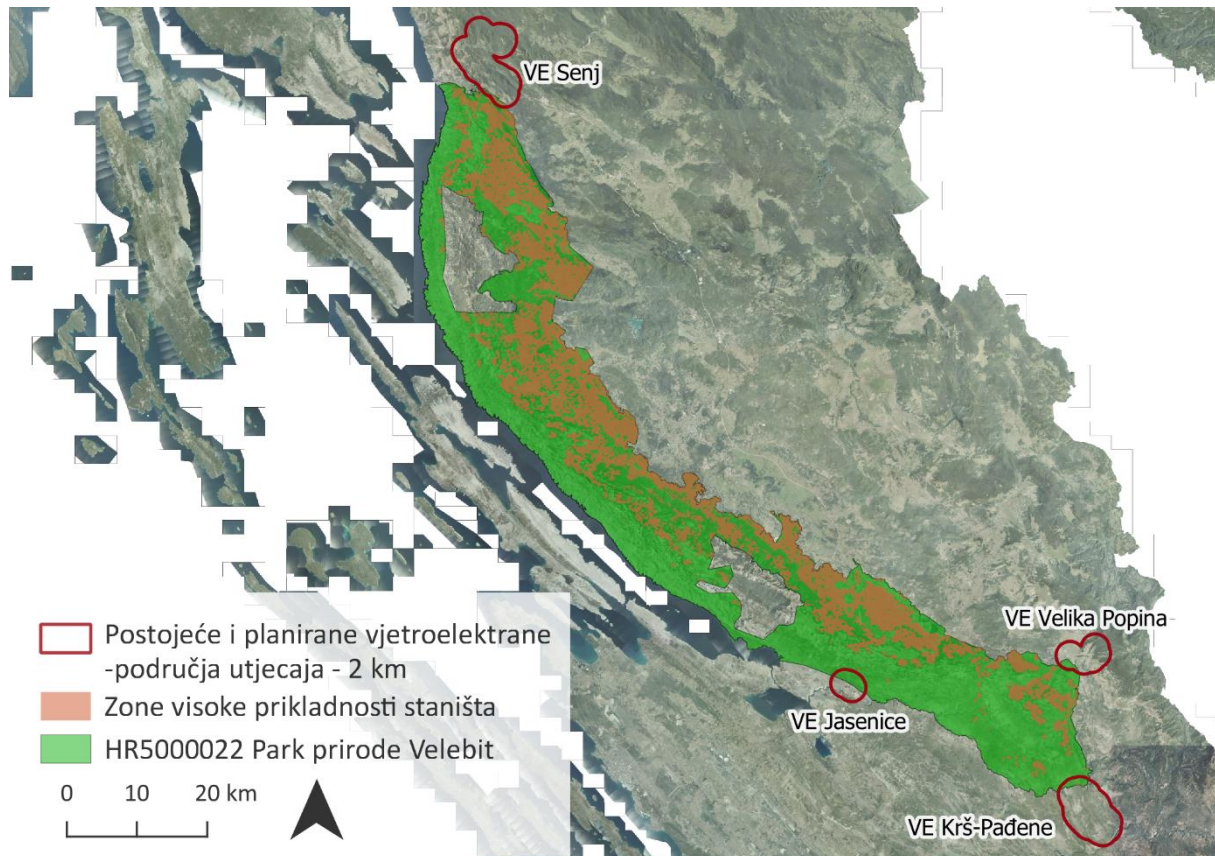 VE Senj
VE Velika Popina
VE Jasenice
VE Krš-Pađene
Postojeće i planirane vjetroelektrane
-područja utjecaja - 2 km
Zone visoke prikladnosti staništa
HR5000022 Park prirode Velebit
0 10 20 km